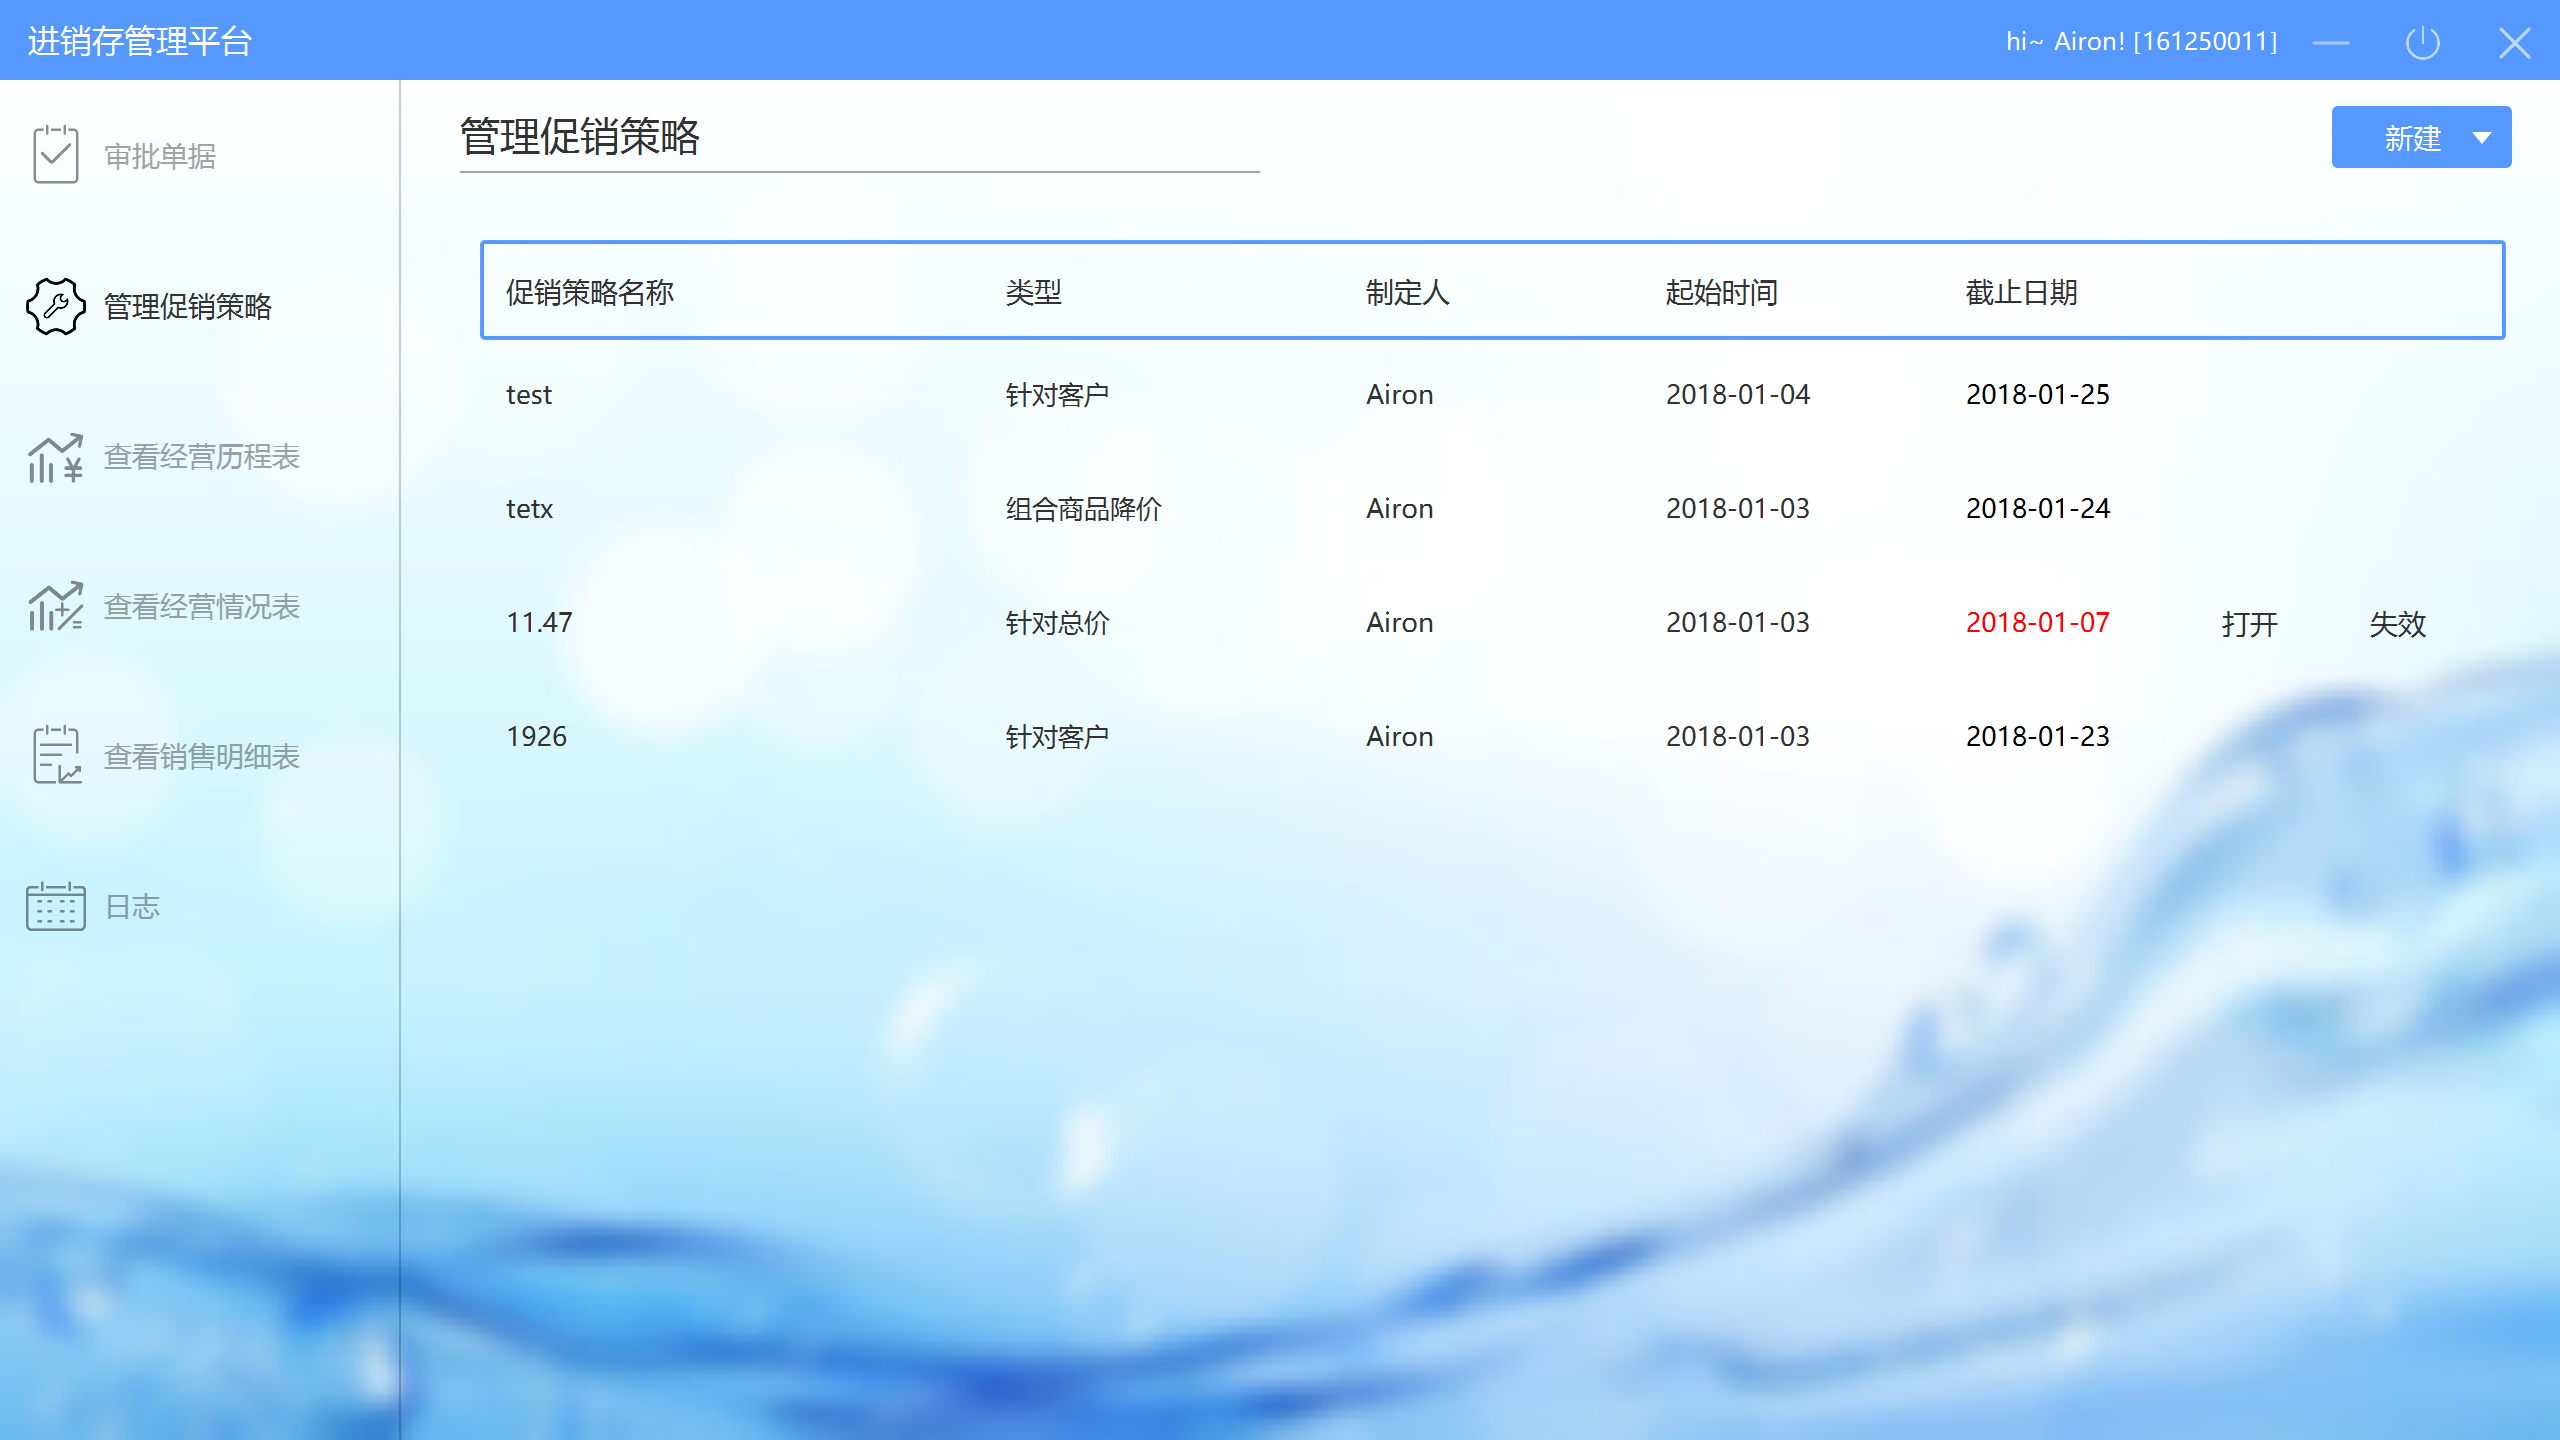 进销存管理平台
hi~ Airon! [161250011]
审批单据
管理促销策略
查看经营历程表
查看经营情况表
查看销售明细表
日志
管理促销策略
新建
促销策略名称 类型 制定人 起始时间 截止日期
test 针对客户 Airon 2018-01-04 2018-01-25
tetx 组合商品降价 Airon 2018-01-03 2018-01-24
11.47 针对总价 Airon 2018-01-03 2018-01-07 打开 失效
1926 针对客户 Airon 2018-01-03 2018-01-23